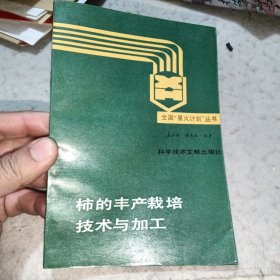 全国“星火计划”丛书
科学技术文献出版社
柿的丰产栽培
技术与加工